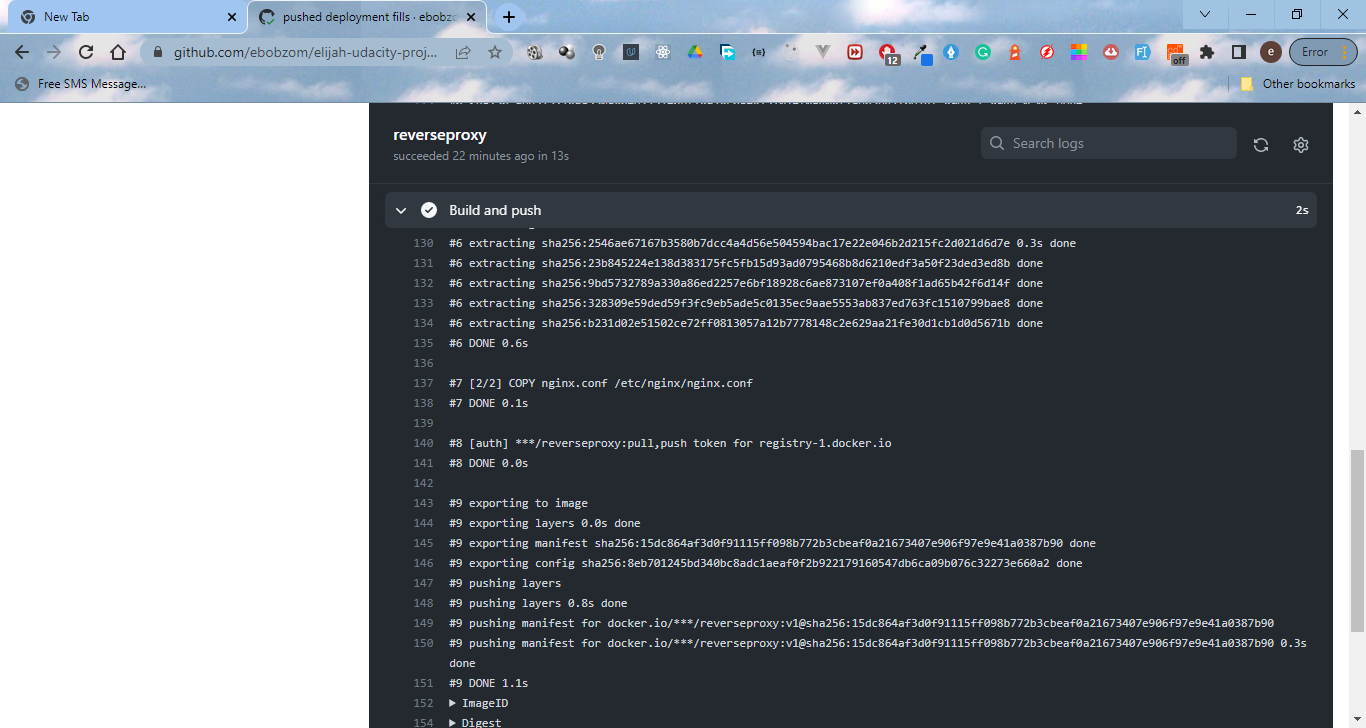 New Tab
pushed deployment fills · ebobzo
github.com/ebobzom/elijah-udacity-proj...
12
off
e
Error
Free SMS Message...
Other bookmarks
reverseproxy
succeeded 22 minutes ago in 13s
Search logs
Build and push
2s
130 #6 extracting sha256:2546ae67167b3580b7dcc4a4d56e504594bac17e22e046b2d215fc2d021d6d7e 0.3s done
131 #6 extracting sha256:23b845224e138d383175fc5fb15d93ad0795468b8d6210edf3a50f23ded3ed8b done
132 #6 extracting sha256:9bd5732789a330a86ed2257e6bf18928c6ae873107ef0a408f1ad65b42f6d14f done
133 #6 extracting sha256:328309e59ded59f3fc9eb5ade5c0135ec9aae5553ab837ed763fc1510799bae8 done
134 #6 extracting sha256:b231d02e51502ce72ff0813057a12b7778148c2e629aa21fe30d1cb1d0d5671b done
135 #6 DONE 0.6s
136
137 #7 [2/2] COPY nginx.conf /etc/nginx/nginx.conf
138 #7 DONE 0.1s
139
140 #8 [auth] ***/reverseproxy:pull,push token for registry-1.docker.io
141 #8 DONE 0.0s
142
143 #9 exporting to image
144 #9 exporting layers 0.0s done
145 #9 exporting manifest sha256:15dc864af3d0f91115ff098b772b3cbeaf0a21673407e906f97e9e41a0387b90 done
146 #9 exporting config sha256:8eb701245bd340bc8adc1aeaf0f2b922179160547db6ca09b076c32273e660a2 done
147 #9 pushing layers
148 #9 pushing layers 0.8s done
149 #9 pushing manifest for docker.io/***/reverseproxy:v1@sha256:15dc864af3d0f91115ff098b772b3cbeaf0a21673407e906f97e9e41a0387b90
150 #9 pushing manifest for docker.io/***/reverseproxy:v1@sha256:15dc864af3d0f91115ff098b772b3cbeaf0a21673407e906f97e9e41a0387b90 0.3s
done
151 #9 DONE 1.1s
152 ▶ ImageID
154 ▶ Digest